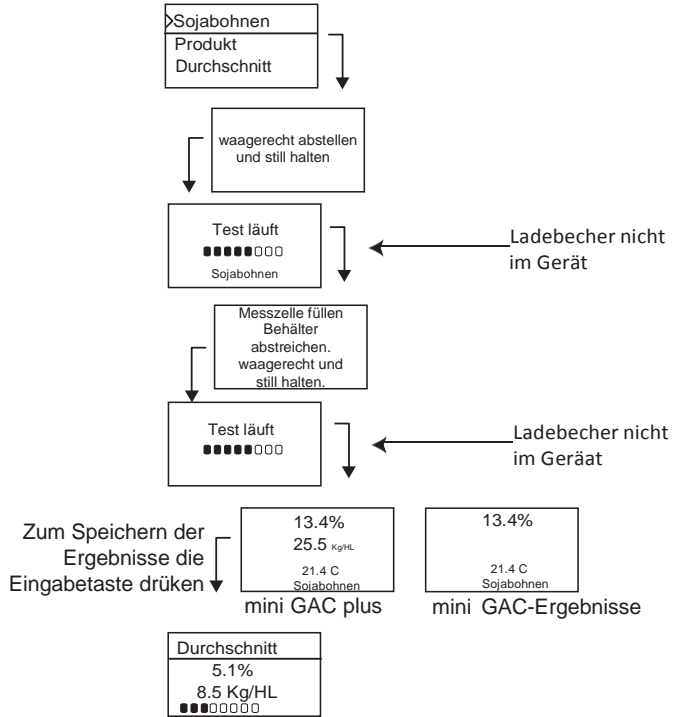 >Sojabohnen
Produkt
Durchschnitt
waagerecht abstellen
und still halten
Test läuft
Sojabohnen
Ladebecher nicht
im Gerät
Messzelle füllen
Behälter
abstreichen.
waagerecht und
still halten.
Test läuft
Ladebecher nicht
im Geräat
Zum Speichern der
Ergebnisse die
Eingabetaste drüken
13.4%
25.5 Kg/HL
21.4 C
Sojabohnen
mini GAC plus
13.4%
21.4 C
Sojabohnen
mini GAC-Ergebnisse
Durchschnitt
5.1%
8.5 Kg/HL